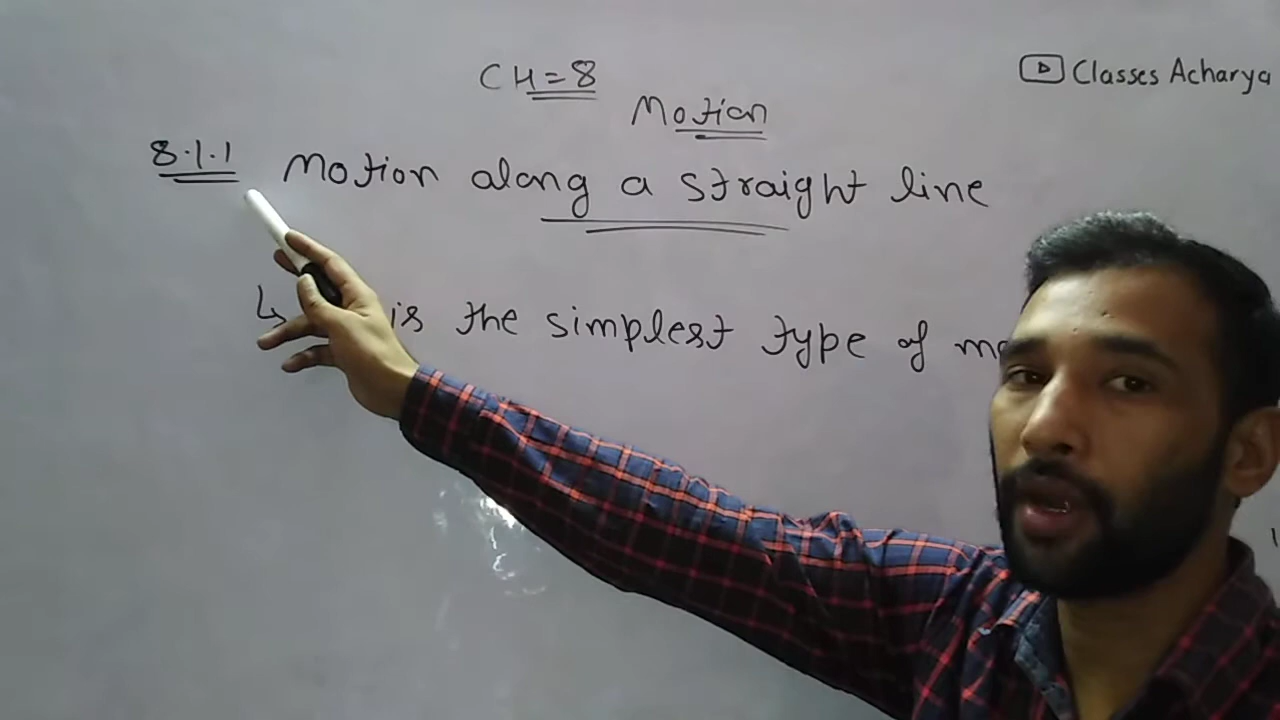 CH=8
Classes Acharya
Motion
8.1.1 Motion along a straight line
↳ is the simplest type of